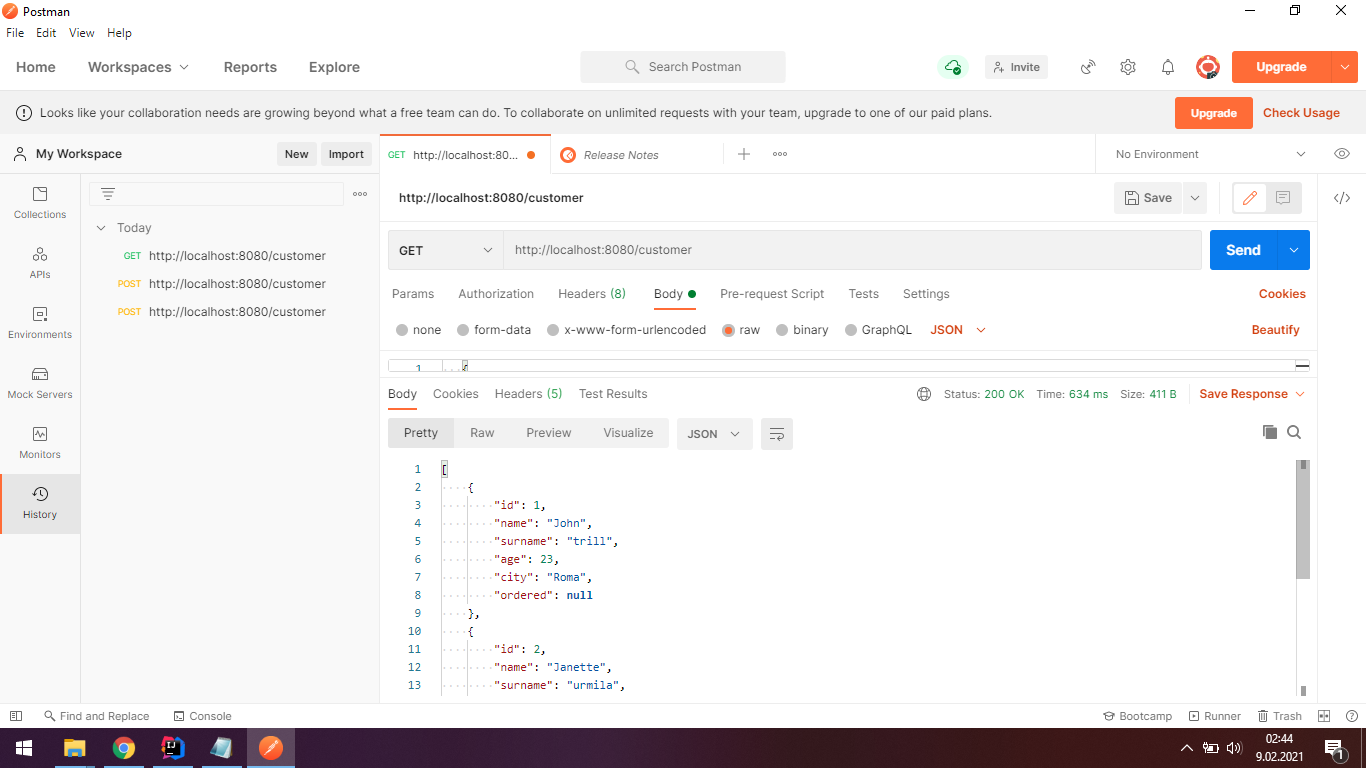 Postman
File Edit View Help
Home Workspaces Reports Explore Search Postman Invite Upgrade
Looks like your collaboration needs are growing beyond what a free team can do. To collaborate on unlimited requests with your team, upgrade to one of our paid plans. Upgrade Check Usage
My Workspace New Import
GET http://localhost:80... Release Notes No Environment
Collections
APIs
Environments
Mock Servers
Monitors
History
Today
GET http://localhost:8080/customer
POST http://localhost:8080/customer
POST http://localhost:8080/customer
http://localhost:8080/customer Save
GET http://localhost:8080/customer Send
Params Authorization Headers (8) Body Pre-request Script Tests Settings Cookies
none form-data x-www-form-urlencoded raw binary GraphQL JSON Beautify
1 {
Body Cookies Headers (5) Test Results Status: 200 OK Time: 634 ms Size: 411 B Save Response
Pretty Raw Preview Visualize JSON
1 [
2 {
3 "id": 1,
4 "name": "John",
5 "surname": "trill",
6 "age": 23,
7 "city": "Roma",
8 "ordered": null
9 },
10 {
11 "id": 2,
12 "name": "Janette",
13 "surname": "urmila",
Find and Replace Console Bootcamp Runner Trash
02:44
9.02.2021
1